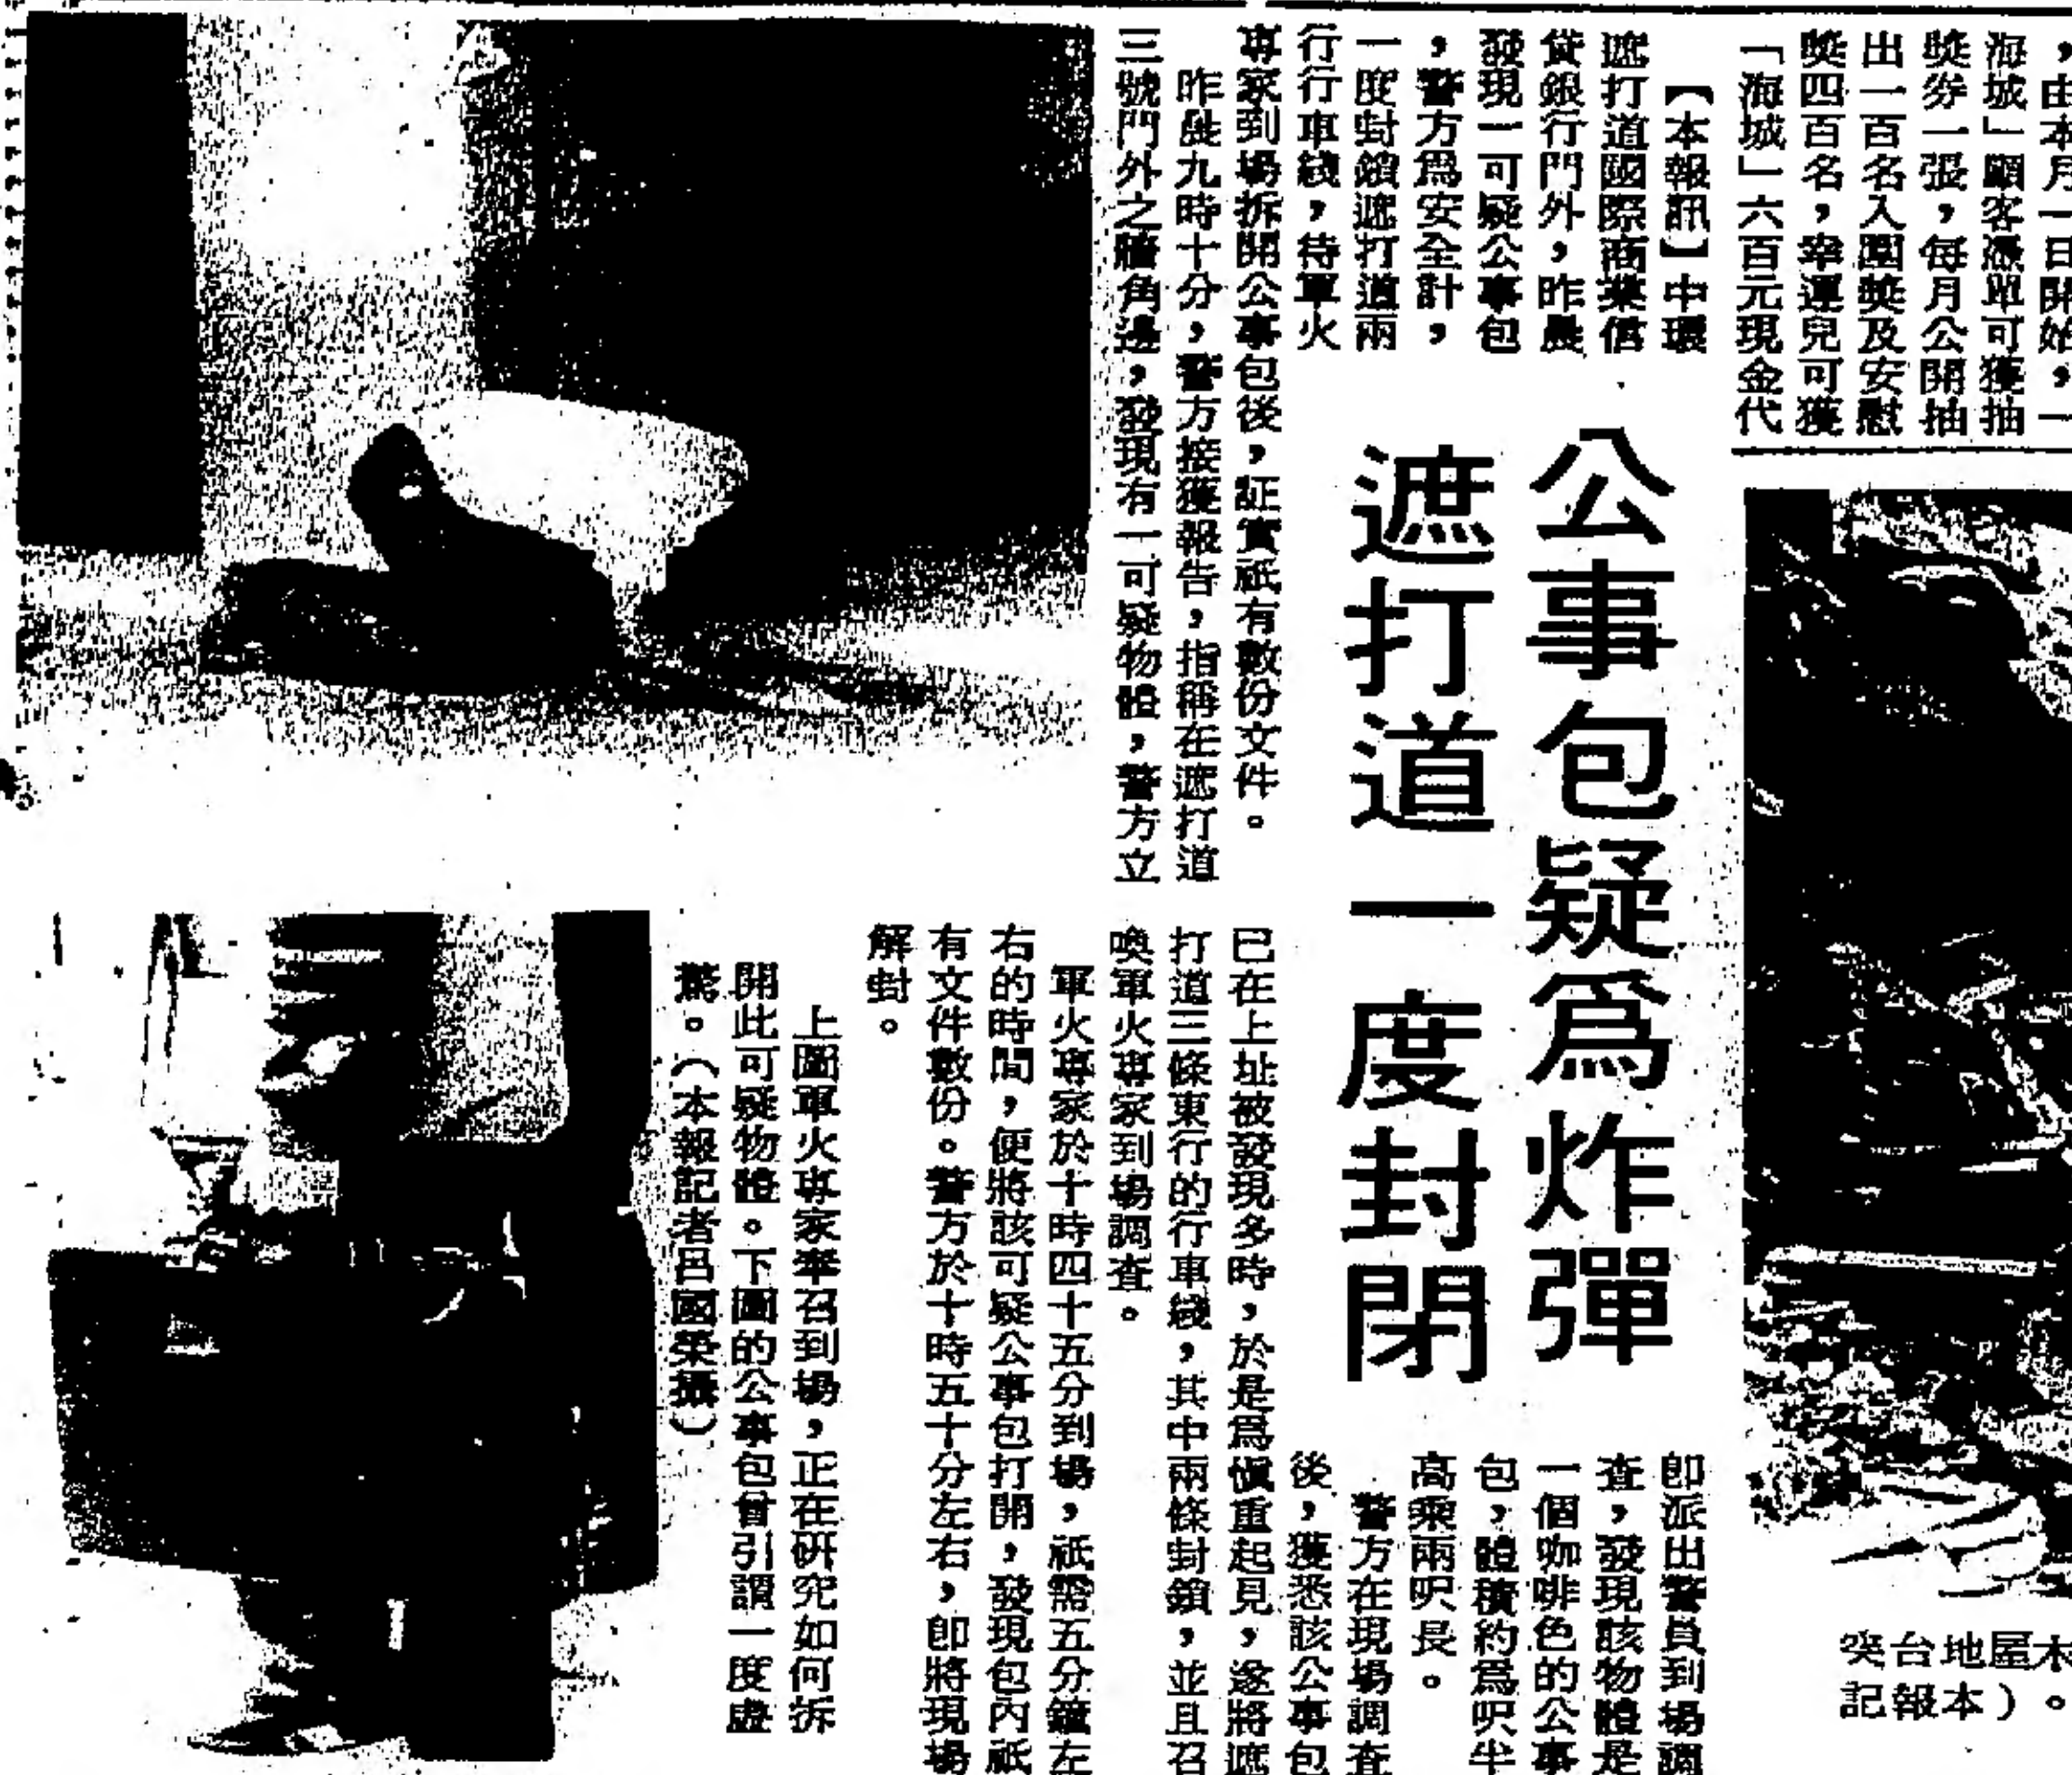 ，由本月一日開始，一
海城」顧客憑單可獲抽
獎券一張，每月公開抽
出一百名入圍獎及安慰
獎四百名，幸運兒可獲
「海城」六百元現金代
公事包疑爲炸彈
遮打道一度封閉
【本報訊】中環
遮打道國際商業信
貸銀行門外，昨晨
發現一可疑公事包
，警方爲安全計，
一度封鎖遮打道兩
行行車綫，待軍火
專家到場拆開公事包後，証實祇有數份文件。
昨晨九時十分，警方接獲報告，指稱在遮打道
三號門外之牆角邊，發現有一可疑物體，警方立
即派出警員到場調
查，發現該物體是
一個咖啡色的公事
包，體積約爲呎半
高乘兩呎長。
警方在現場調查
後，獲悉該公事包
已在上址被發現多時，於是爲愼重起見，遂將遮
打道三條東行的行車綫，其中兩條封鎖，並且召
喚軍火專家到場調查。
軍火專家於十時四十五分到場，祇需五分鐘左
右的時間，便將該可疑公事包打開，發現包內祇
有文件數份。警方於十時五十分左右，即將現場
解封。
上圖軍火專家奉召到場，正在研究如何拆
開此可疑物體。下圖的公事包曾引謂一度虛
驚。（本報記者呂國榮攝）
木。
屋）
地本
台報
突記